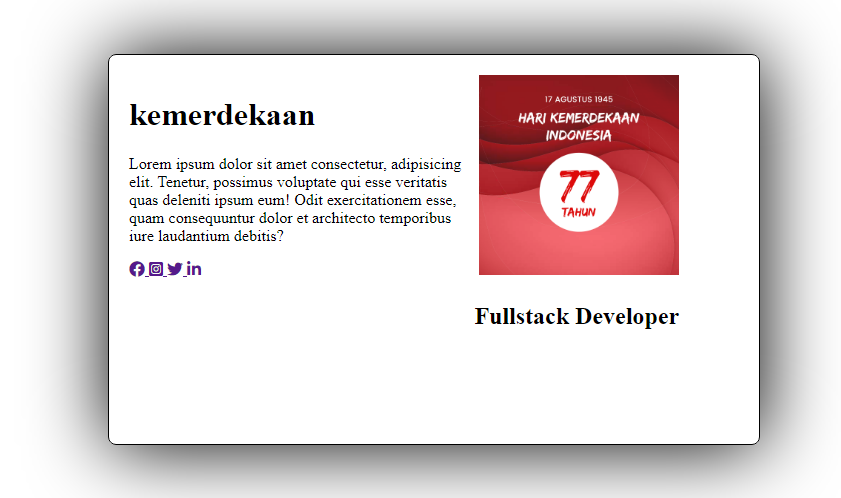 kemerdekaan
Lorem ipsum dolor sit amet consectetur, adipisicing
elit. Tenetur, possimus voluptate qui esse veritatis
quas deleniti ipsum eum! Odit exercitationem esse,
quam consequuntur dolor et architecto temporibus
iure laudantium debitis?
17 AGUSTUS 1945
HARI KEMERDEKAAN
INDONESIA
77
TAHUN
Fullstack Developer